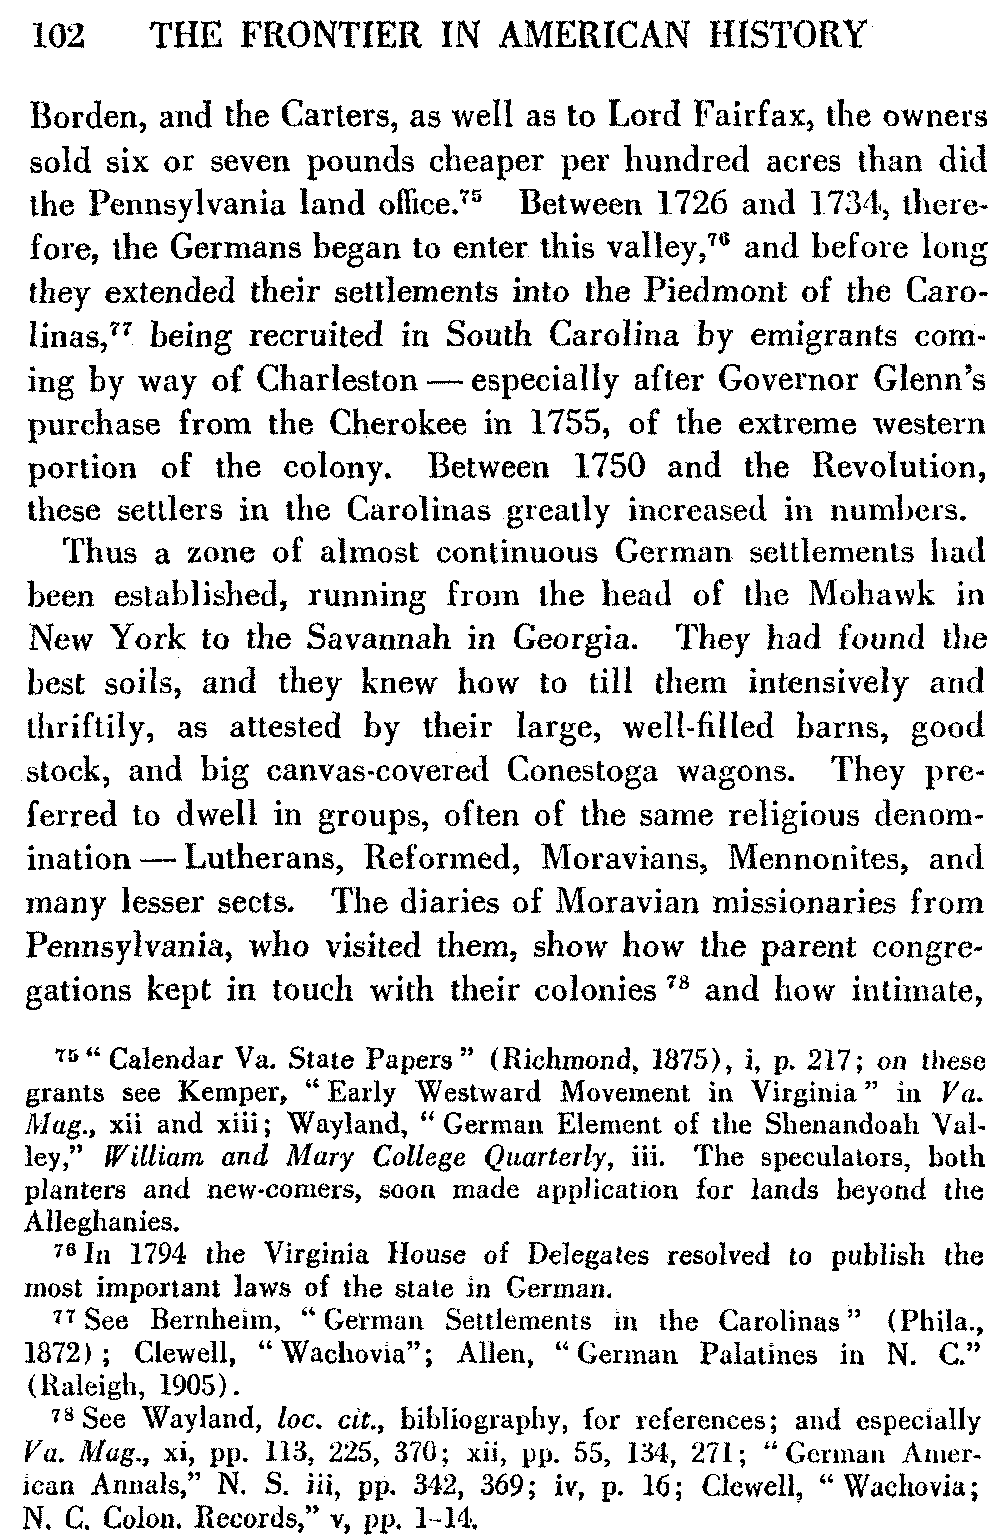 102 THE FRONTIER IN AMERICAN HISTORY
Borden, and the Carters, as well as to Lord Fairfax, the owners
sold six or seven pounds cheaper per hundred acres than did
the Pennsylvania land office.⁷⁵ Between 1726 and 1734, there-
fore, the Germans began to enter this valley,⁷⁶ and before long
they extended their settlements into the Piedmont of the Caro-
linas,⁷⁷ being recruited in South Carolina by emigrants com-
ing by way of Charleston — especially after Governor Glenn's
purchase from the Cherokee in 1755, of the extreme western
portion of the colony. Between 1750 and the Revolution,
these settlers in the Carolinas greatly increased in numbers.
Thus a zone of almost continuous German settlements had
been established, running from the head of the Mohawk in
New York to the Savannah in Georgia. They had found the
best soils, and they knew how to till them intensively and
thriftily, as attested by their large, well-filled barns, good
stock, and big canvas-covered Conestoga wagons. They pre-
ferred to dwell in groups, often of the same religious denom-
ination — Lutherans, Reformed, Moravians, Mennonites, and
many lesser sects. The diaries of Moravian missionaries from
Pennsylvania, who visited them, show how the parent congre-
gations kept in touch with their colonies ⁷⁸ and how intimate,
⁷⁵ "Calendar Va. State Papers" (Richmond, 1875), i, p. 217; on these
grants see Kemper, "Early Westward Movement in Virginia" in Va.
Mag., xii and xiii; Wayland, "German Element of the Shenandoah Val-
ley," William and Mary College Quarterly, iii. The speculators, both
planters and new-comers, soon made application for lands beyond the
Alleghanies.
⁷⁶ In 1794 the Virginia House of Delegates resolved to publish the
most important laws of the state in German.
⁷⁷ See Bernheim, "German Settlements in the Carolinas" (Phila.,
1872); Clewell, "Wachovia"; Allen, "German Palatines in N. C."
(Raleigh, 1905).
⁷⁸ See Wayland, loc. cit., bibliography, for references; and especially
Va. Mag., xi, pp. 113, 225, 370; xii, pp. 55, 134, 271; "German Amer-
ican Annals," N. S. iii, pp. 342, 369; iv, p. 16; Clewell, "Wachovia;
N. C. Colon. Records," v, pp. 1-14.